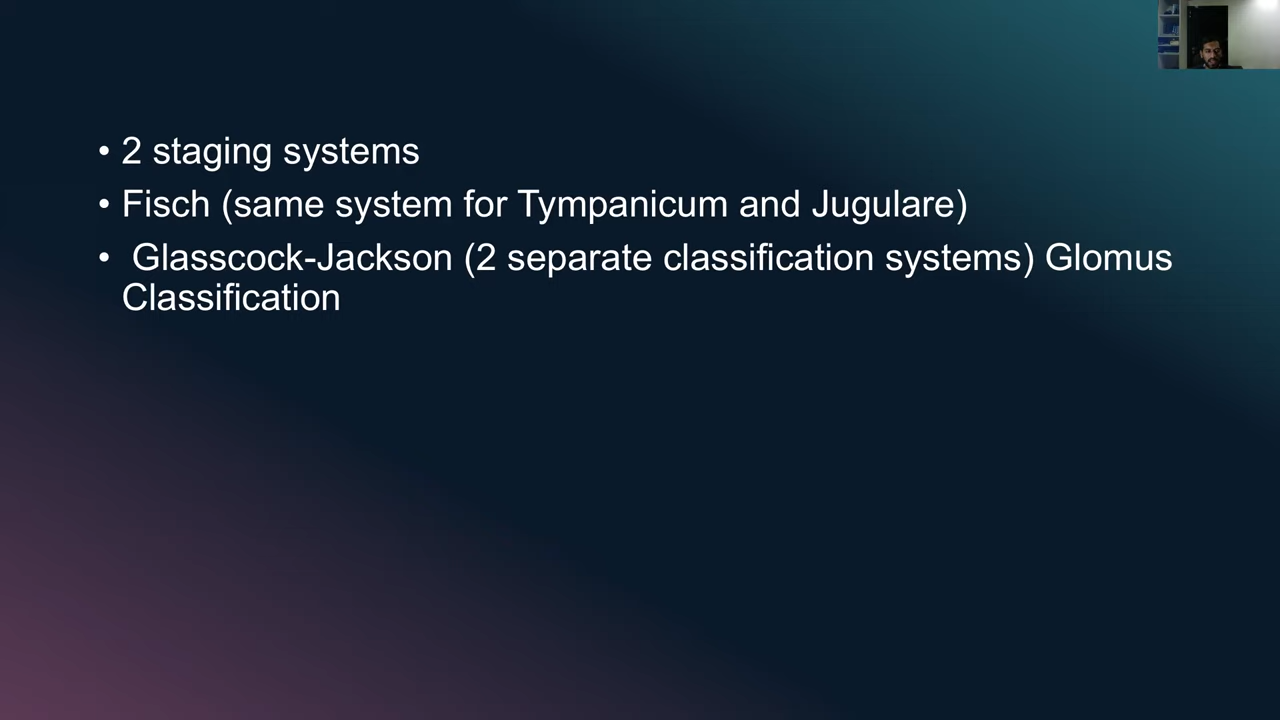 • 2 staging systems
• Fisch (same system for Tympanicum and Jugulare)
• Glasscock-Jackson (2 separate classification systems) Glomus
Classification